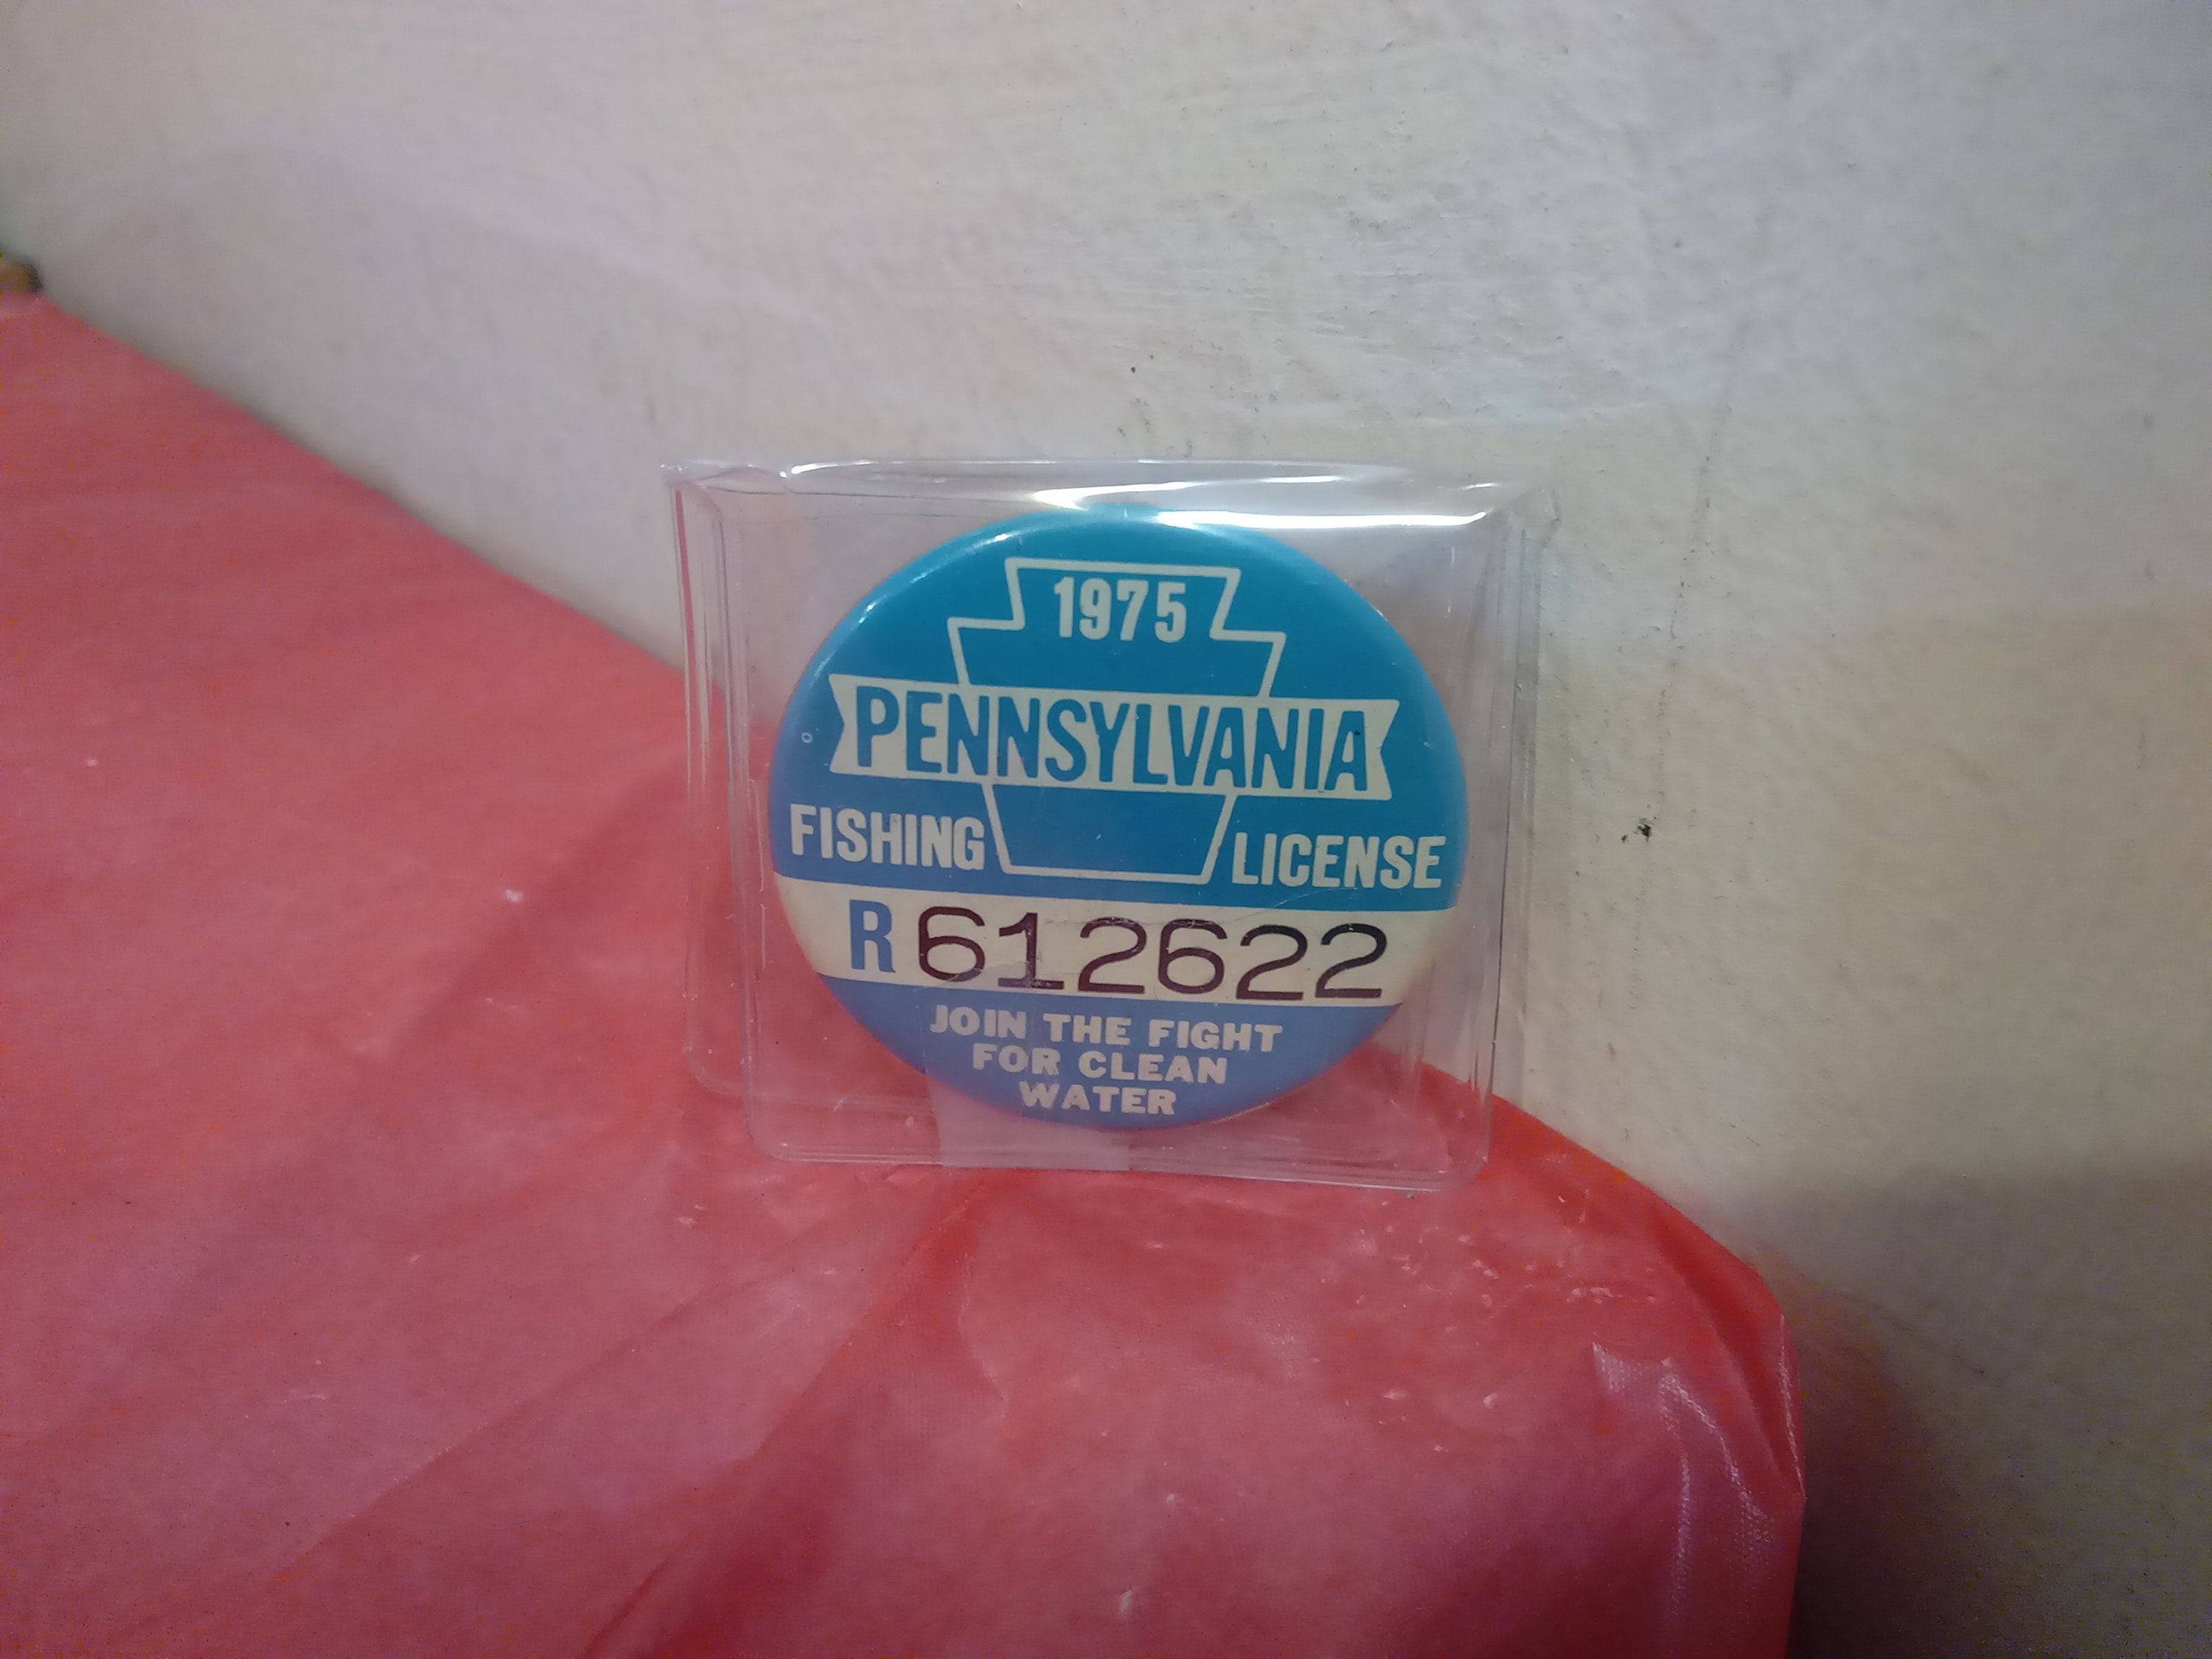 1975
PENNSYLVANIA
FISHING LICENSE
R612622
JOIN THE FIGHT
FOR CLEAN
WATER